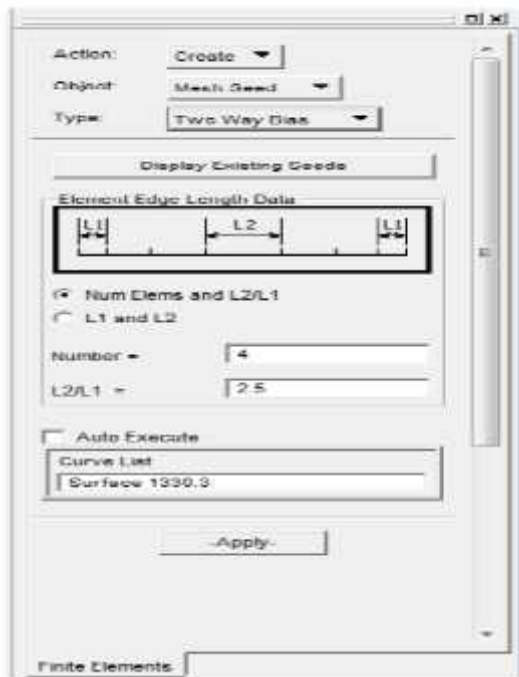 Action: Create
Object: Mesh Seed
Type: Two Way Bias
Display Existing Seeds
Element Edge Length Data
L1 L2 L1
Num Elems and L2/L1
L1 and L2
Number = 4
L2/L1 = 2.5
Auto Execute
Curve List
Surface 1330.3
-Apply-
Finite Elements